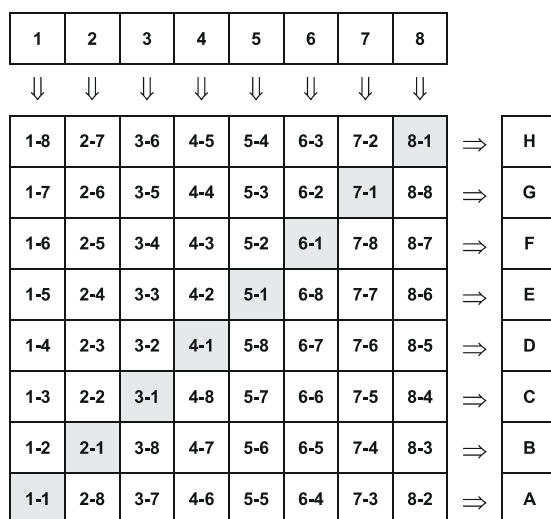 1 2 3 4 5 6 7 8
⇓ ⇓ ⇓ ⇓ ⇓ ⇓ ⇓ ⇓
1-8 2-7 3-6 4-5 5-4 6-3 7-2 8-1 ⇒ H
1-7 2-6 3-5 4-4 5-3 6-2 7-1 8-8 ⇒ G
1-6 2-5 3-4 4-3 5-2 6-1 7-8 8-7 ⇒ F
1-5 2-4 3-3 4-2 5-1 6-8 7-7 8-6 ⇒ E
1-4 2-3 3-2 4-1 5-8 6-7 7-6 8-5 ⇒ D
1-3 2-2 3-1 4-8 5-7 6-6 7-5 8-4 ⇒ C
1-2 2-1 3-8 4-7 5-6 6-5 7-4 8-3 ⇒ B
1-1 2-8 3-7 4-6 5-5 6-4 7-3 8-2 ⇒ A